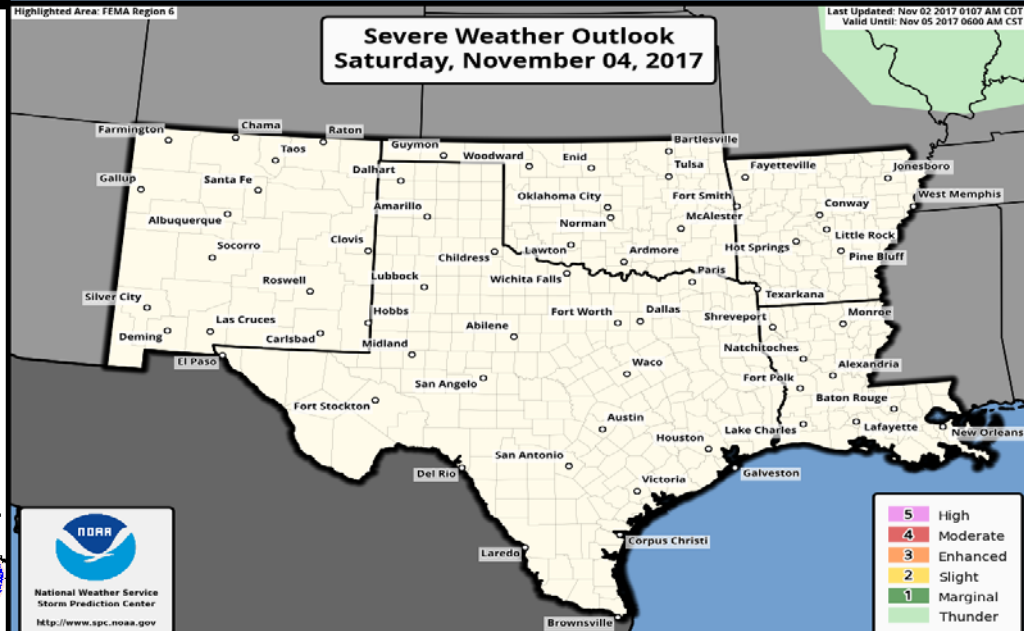 Highlighted Area: FEMA Region 6
Last Updated: Nov 02 2017 0107 AM CDT
Valid Until: Nov 05 2017 0600 AM CST
Severe Weather Outlook
Saturday, November 04, 2017
Farmington
Chama
Raton
Taos
Guymon
Woodward
Enid
Bartlesville
Tulsa
Fayetteville
Jonesboro
Gallup
Santa Fe
Dalhart
Oklahoma City
Fort Smith
West Memphis
Albuquerque
Amarillo
Norman
McAlester
Conway
Socorro
Clovis
Childress
Lawton
Ardmore
Hot Springs
Little Rock
Pine Bluff
Silver City
Roswell
Lubbock
Wichita Falls
Paris
Texarkana
Deming
Las Cruces
Carlsbad
Hobbs
Midland
Abilene
Fort Worth
Dallas
Shreveport
Monroe
El Paso
San Angelo
Waco
Natchitoches
Alexandria
Fort Stockton
Fort Polk
Baton Rouge
Austin
Houston
Lake Charles
Lafayette
New Orleans
Del Rio
San Antonio
Victoria
Galveston
Laredo
Corpus Christi
Brownsville
NOAA
National Weather Service
Storm Prediction Center
http://www.spc.noaa.gov
5 High
4 Moderate
3 Enhanced
2 Slight
1 Marginal
Thunder